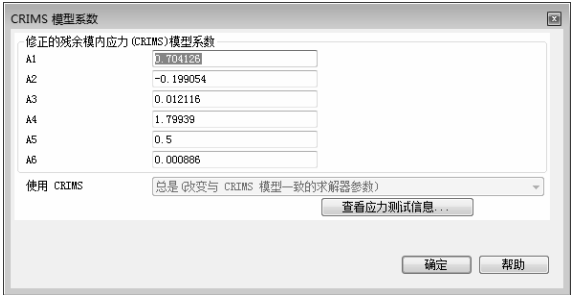 CRIMS 模型系数
修正的残余模内应力(CRIMS)模型系数
A1 0.704126
A2 -0.199054
A3 0.012116
A4 1.79939
A5 0.5
A6 0.000886
使用 CRIMS 总是(改变与 CRIMS 模型一致的求解器参数)
查看应力测试信息...
确定 帮助